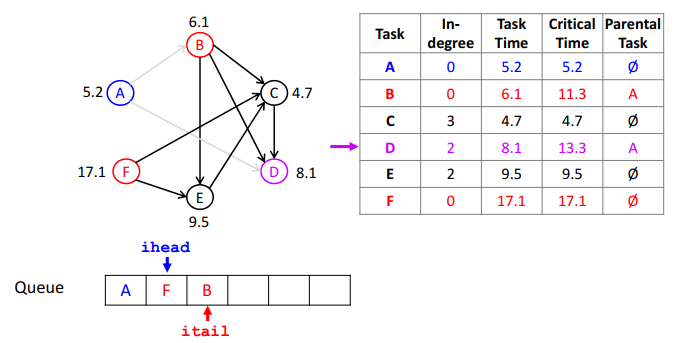 6.1
B
5.2 A
C 4.7
17.1 F
D 8.1
E
9.5
Task In-degree Task Time Critical Time Parental Task
A 0 5.2 5.2 Ø
B 0 6.1 11.3 A
C 3 4.7 4.7 Ø
D 2 8.1 13.3 A
E 2 9.5 9.5 Ø
F 0 17.1 17.1 Ø
ihead
Queue A F B
itail